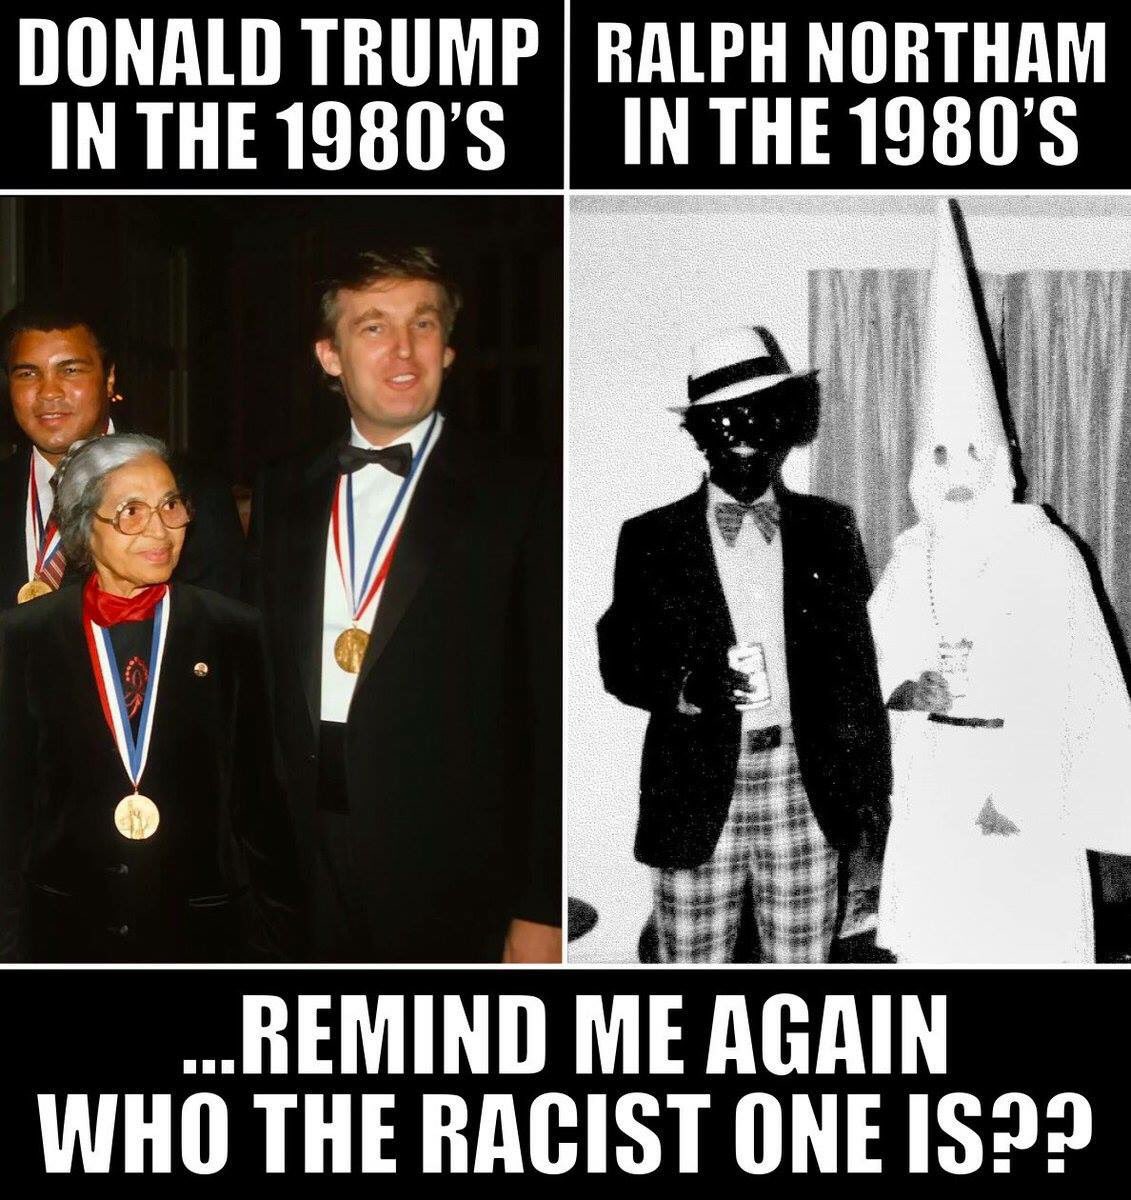 DONALD TRUMP
IN THE 1980'S
RALPH NORTHAM
IN THE 1980'S
...REMIND ME AGAIN
WHO THE RACIST ONE IS??